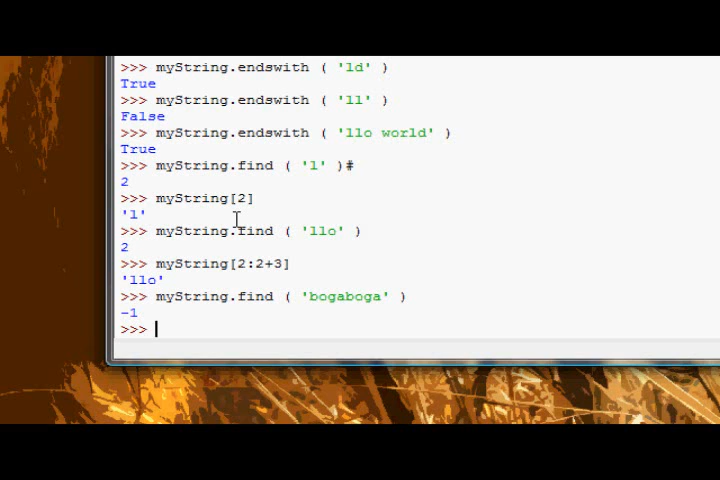 >>> myString.endswith ( 'ld' )
True
>>> myString.endswith ( 'll' )
False
>>> myString.endswith ( 'llo world' )
True
>>> myString.find ( 'l' )#
2
>>> myString[2]
'l'
>>> myString.find ( 'llo' )
2
>>> myString[2:2+3]
'llo'
>>> myString.find ( 'bogaboga' )
-1
>>>